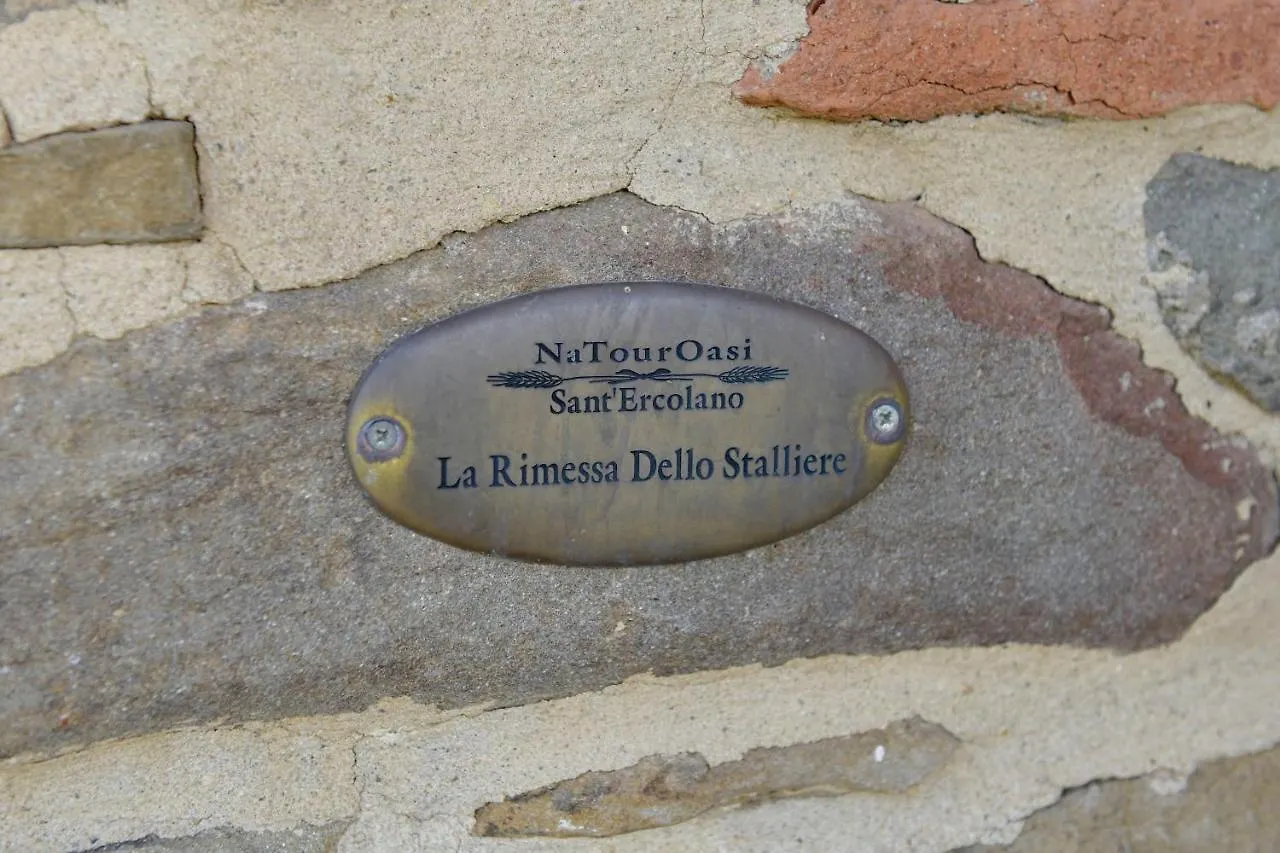 NaTourOasi
Sant'Ercolano
La Rimessa Dello Stalliere